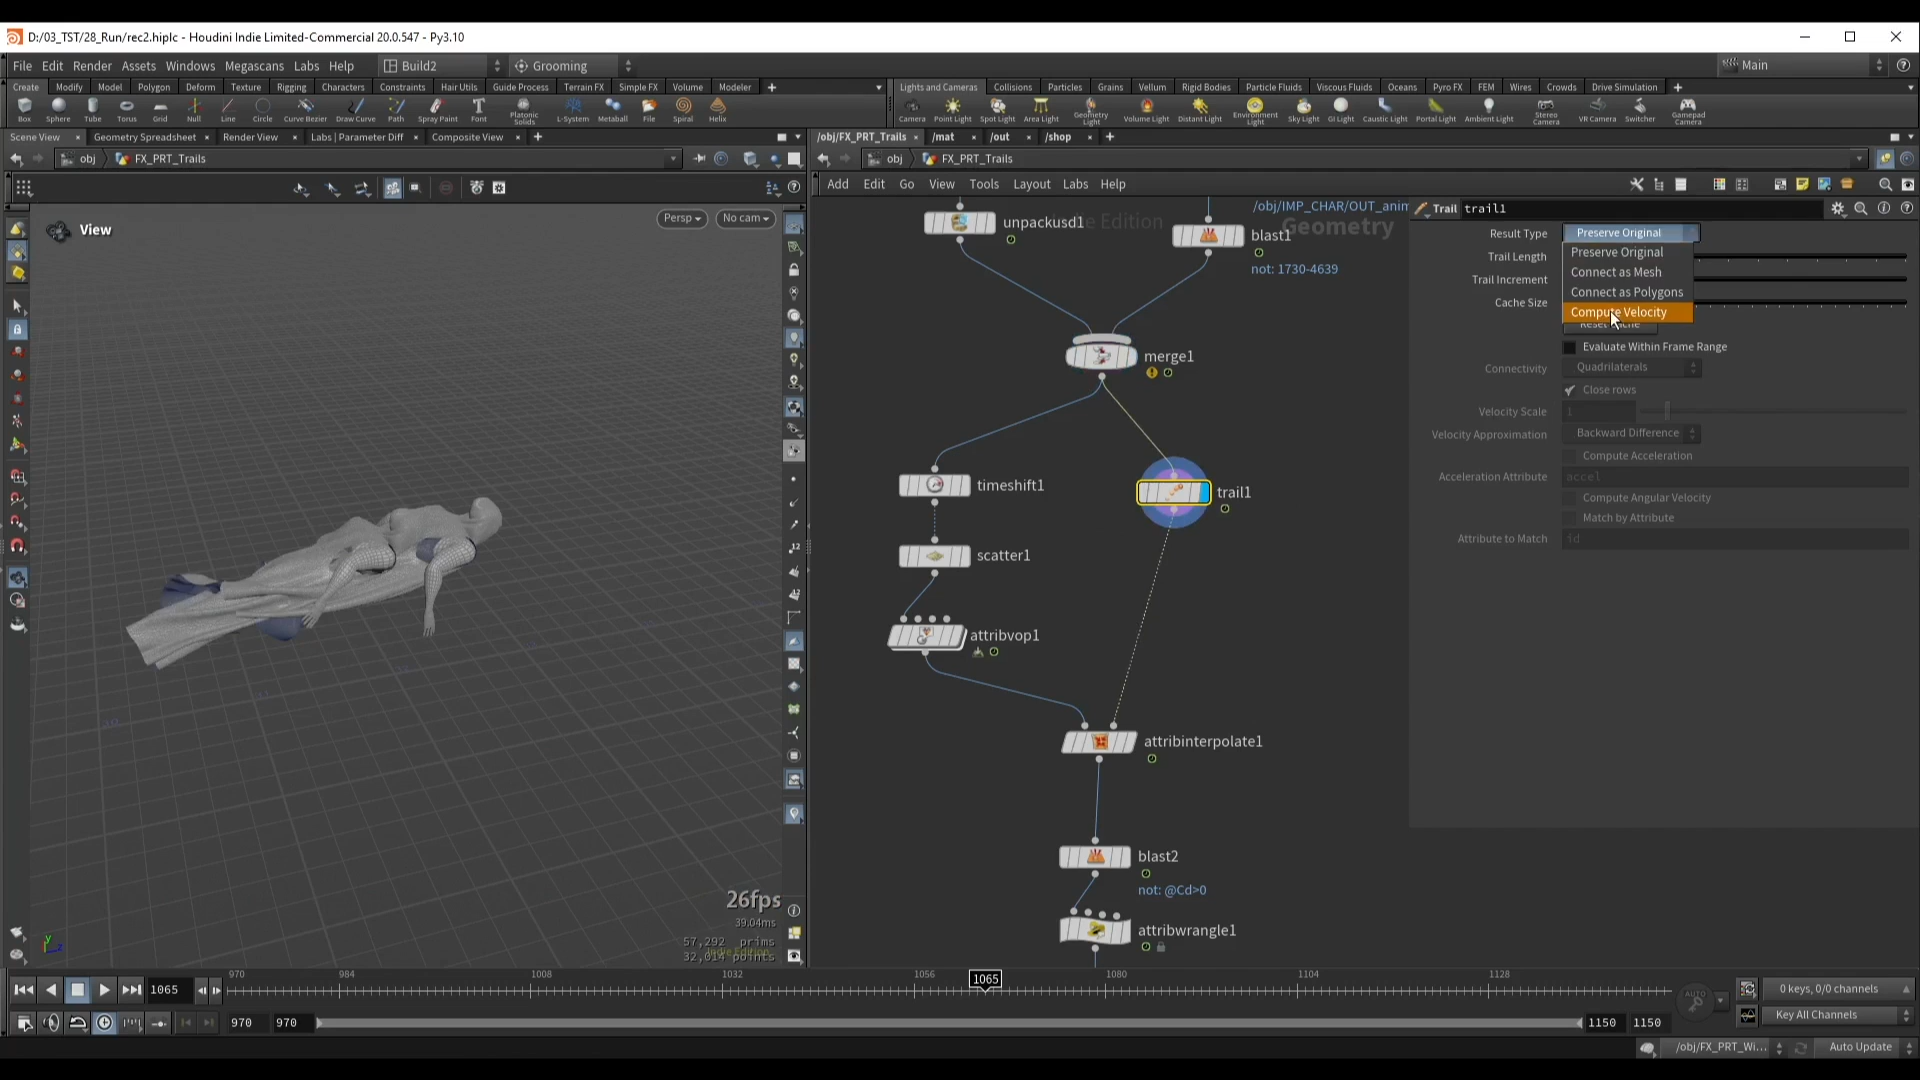 D:/03_TST/28_Run/rec2.hiplc - Houdini Indie Limited-Commercial 20.0.547 - Py3.10
File Edit Render Assets Windows Megascans Labs Help Build2 Grooming Main
Create Modify Model Polygon Deform Texture Rigging Characters Constraints Hair Utils Guide Process Terrain FX Simple FX Volume Modeler
Lights and Cameras Collisions Particles Grains Vellum Rigid Bodies Particle Fluids Viscous Fluids Oceans Pyro FX FEM Wires Crowds Drive Simulation
Box Sphere Tube Torus Grid Null Line Circle Curve Bezier Draw Curve Path Spray Paint Font Platonic Solids L-System Metaball File Spiral Helix
Camera Point Light Spot Light Area Light Geometry Light Volume Light Distant Light Environment Light Sky Light GI Light Caustic Light Portal Light Ambient Light Stereo Camera VR Camera Switcher Gamepad Camera
Scene View Geometry Spreadsheet Render View Labs | Parameter Diff Composite View
/obj/FX_PRT_Trails /mat /out /shop
obj FX_PRT_Trails
obj FX_PRT_Trails
Add Edit Go View Tools Layout Labs Help
View
Persp
No cam
26fps
39.04ms
57,292 prims
Indie Edition
unpackusd1
Indie Edition
/obj/IMP_CHAR/OUT_anim
Geometry
blast1
not: 1730-4639
merge1
timeshift1
trail1
scatter1
attribvop1
attribinterpolate1
blast2
not: @Cd>0
attribwrangle1
Trail trail1
Result Type Preserve Original
Preserve Original
Trail Length
Connect as Mesh
Trail Increment
Connect as Polygons
Cache Size
Compute Velocity
Reset Cache
Evaluate Within Frame Range
Connectivity Quadrilaterals
Close rows
Velocity Scale 1
Velocity Approximation Backward Difference
Compute Acceleration
Acceleration Attribute accel
Compute Angular Velocity
Match by Attribute
Attribute to Match id
970 984 1008 1032 1056 1065 1080 1104 1128
1065
0 keys, 0/0 channels
970 970 1150 1150
Key All Channels
/obj/FX_PRT_Wi... Auto Update